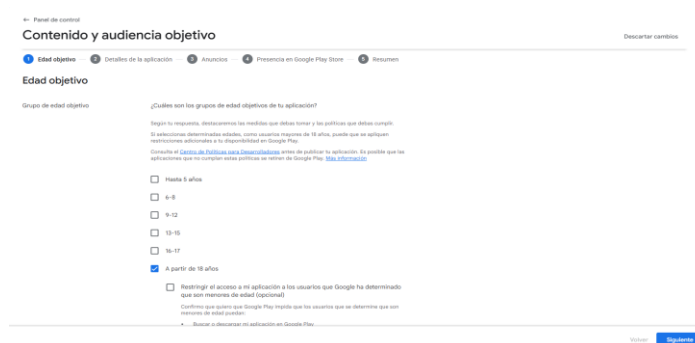 ← Panel de control
Contenido y audiencia objetivo
Descartar cambios
1 Edad objetivo 2 Detalles de la aplicación 3 Anuncios 4 Presencia en Google Play Store 5 Resumen
Edad objetivo
Grupo de edad objetivo
¿Cuáles son los grupos de edad objetivos de tu aplicación?
Según tu respuesta, destacaremos las medidas que debas tomar y las políticas que debas cumplir.
Si seleccionas determinadas edades, como usuarios mayores de 18 años, puede que se apliquen
restricciones adicionales a tu disponibilidad en Google Play.
Consulta el Centro de Políticas para Desarrolladores antes de publicar tu aplicación. Es posible que las
aplicaciones que no cumplan estas políticas se retiren de Google Play. Más información
Hasta 5 años
6-8
9-12
13-15
16-17
A partir de 18 años
Restringir el acceso a mi aplicación a los usuarios que Google ha determinado
que son menores de edad (opcional)
Confirmo que quiero que Google Play impida que los usuarios que se determine que son
menores de edad puedan:
• Buscar o descargar mi aplicación en Google Play
Volver
Siguiente